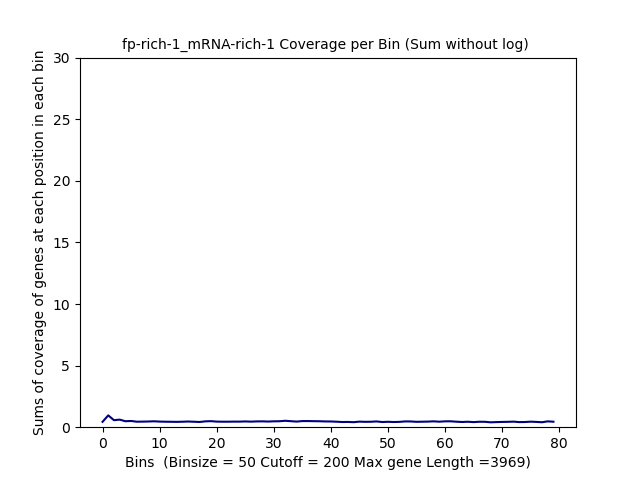 fp-rich-1_mRNA-rich-1 Coverage per Bin (Sum without log)
Sums of coverage of genes at each position in each bin
30
25
20
15
10
5
0
0 10 20 30 40 50 60 70 80
Bins  (Binsize = 50 Cutoff = 200 Max gene Length =3969)